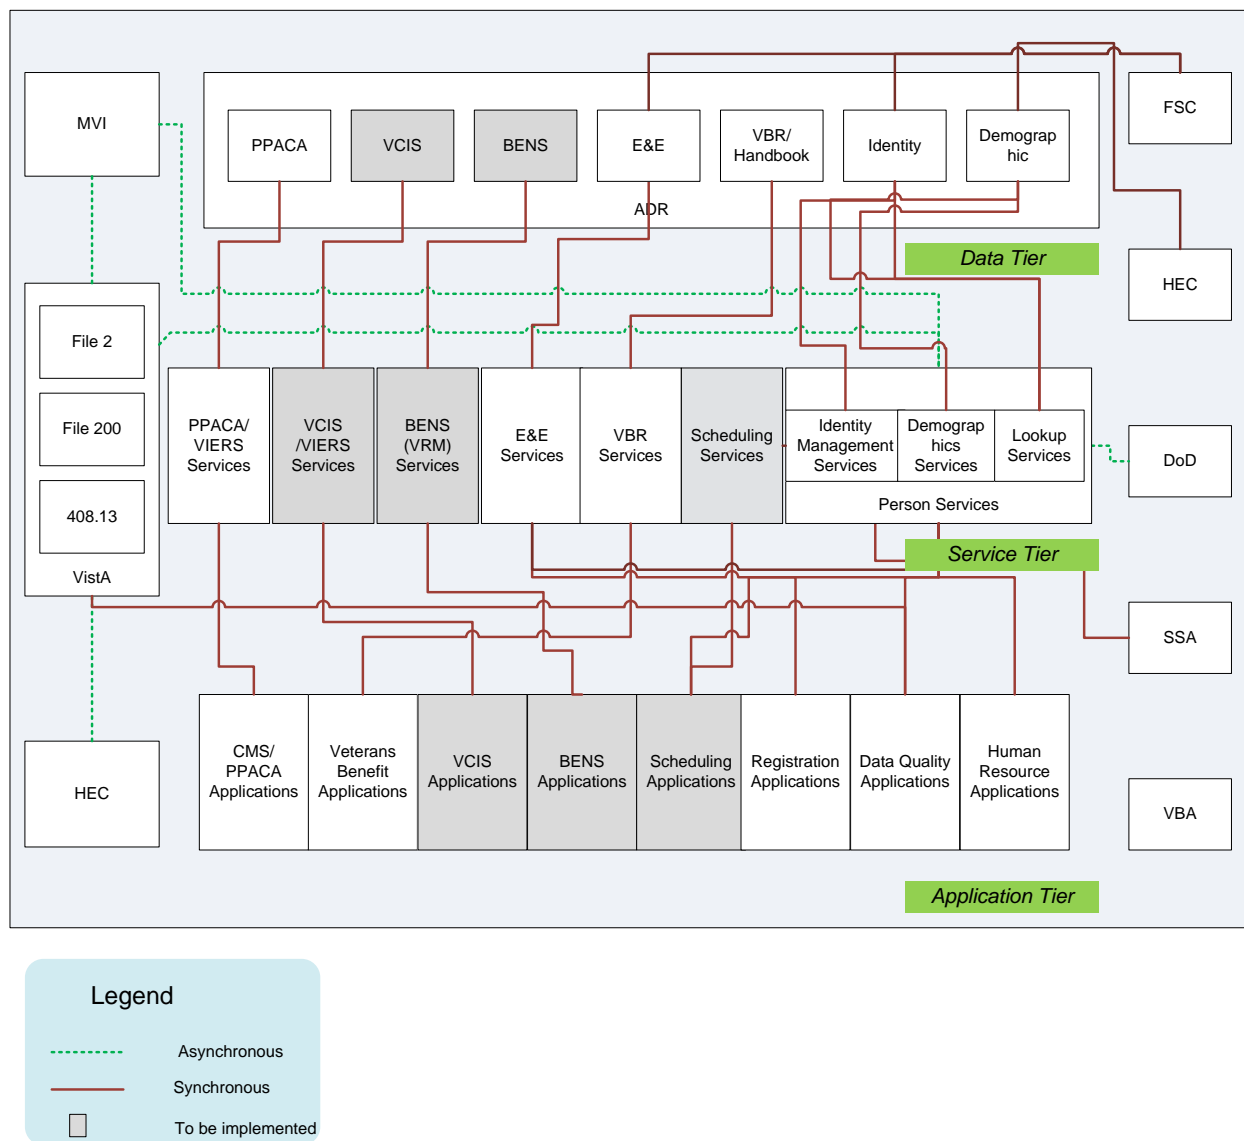 MVI
PPACA
VCIS
BENS
E&E
VBR/
Handbook
Identity
Demograp
hic
FSC
ADR
Data Tier
HEC
File 2
File 200
408.13
VistA
PPACA/
VIERS
Services
VCIS
/VIERS
Services
BENS
(VRM)
Services
E&E
Services
VBR
Services
Scheduling
Services
Identity
Management
Services
Demograp
hics
Services
Lookup
Services
Person Services
DoD
Service Tier
SSA
HEC
CMS/
PPACA
Applications
Veterans
Benefit
Applications
VCIS
Applications
BENS
Applications
Scheduling
Applications
Registration
Applications
Data Quality
Applications
Human
Resource
Applications
VBA
Application Tier
Legend
Asynchronous
Synchronous
To be implemented